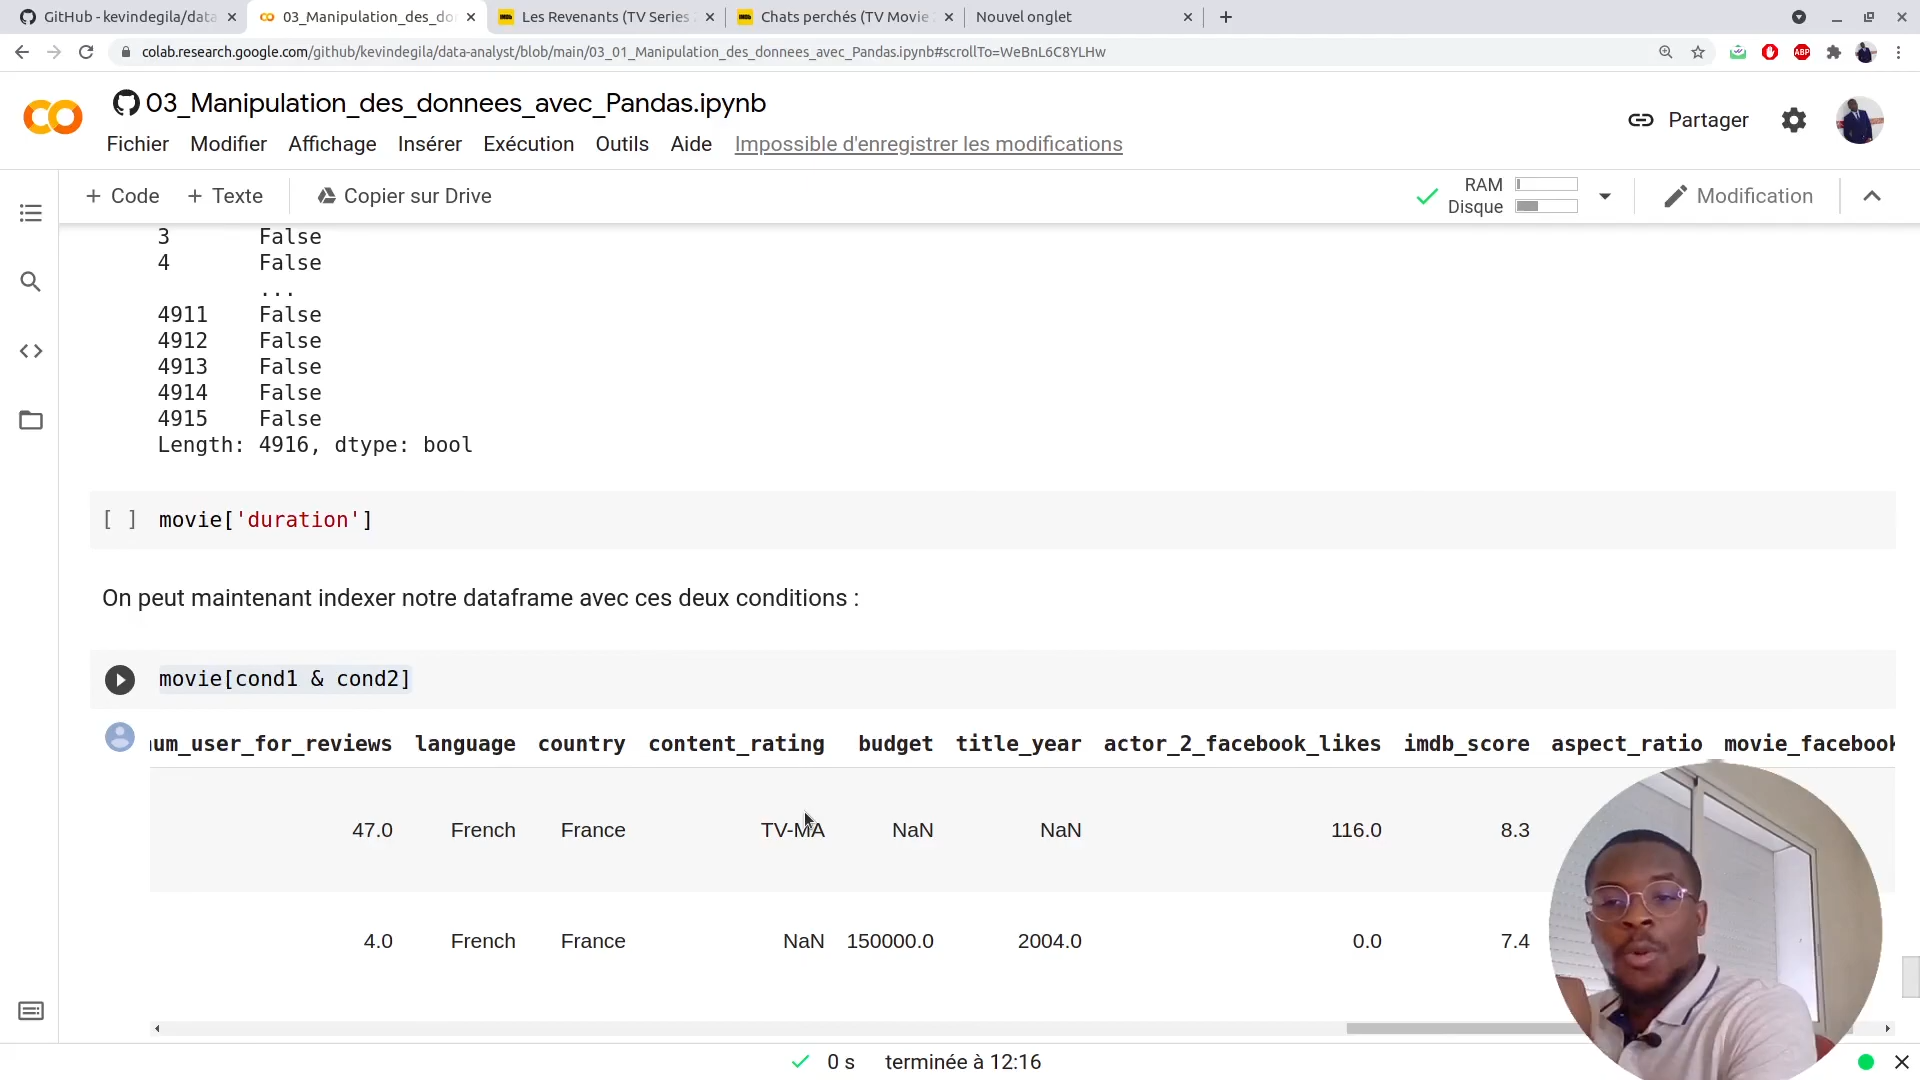 GitHub - kevindegila/data
03_Manipulation_des_do
Les Revenants (TV Series
Chats perchés (TV Movie
Nouvel onglet
colab.research.google.com/github/kevindegila/data-analyst/blob/main/03_01_Manipulation_des_donnees_avec_Pandas.ipynb#scrollTo=WeBnL6C8YLHw
03_Manipulation_des_donnees_avec_Pandas.ipynb
Partager
Fichier Modifier Affichage Insérer Exécution Outils Aide Impossible d'enregistrer les modifications
+ Code + Texte Copier sur Drive
RAM
Disque
Modification
3 False
4 False
...
4911 False
4912 False
4913 False
4914 False
4915 False
Length: 4916, dtype: bool
[ ] movie['duration']
On peut maintenant indexer notre dataframe avec ces deux conditions :
movie[cond1 & cond2]
um_user_for_reviews language country content_rating budget title_year actor_2_facebook_likes imdb_score aspect_ratio movie_facebook
47.0 French France TV-MA NaN NaN 116.0 8.3
4.0 French France NaN 150000.0 2004.0 0.0 7.4
0 s terminée à 12:16